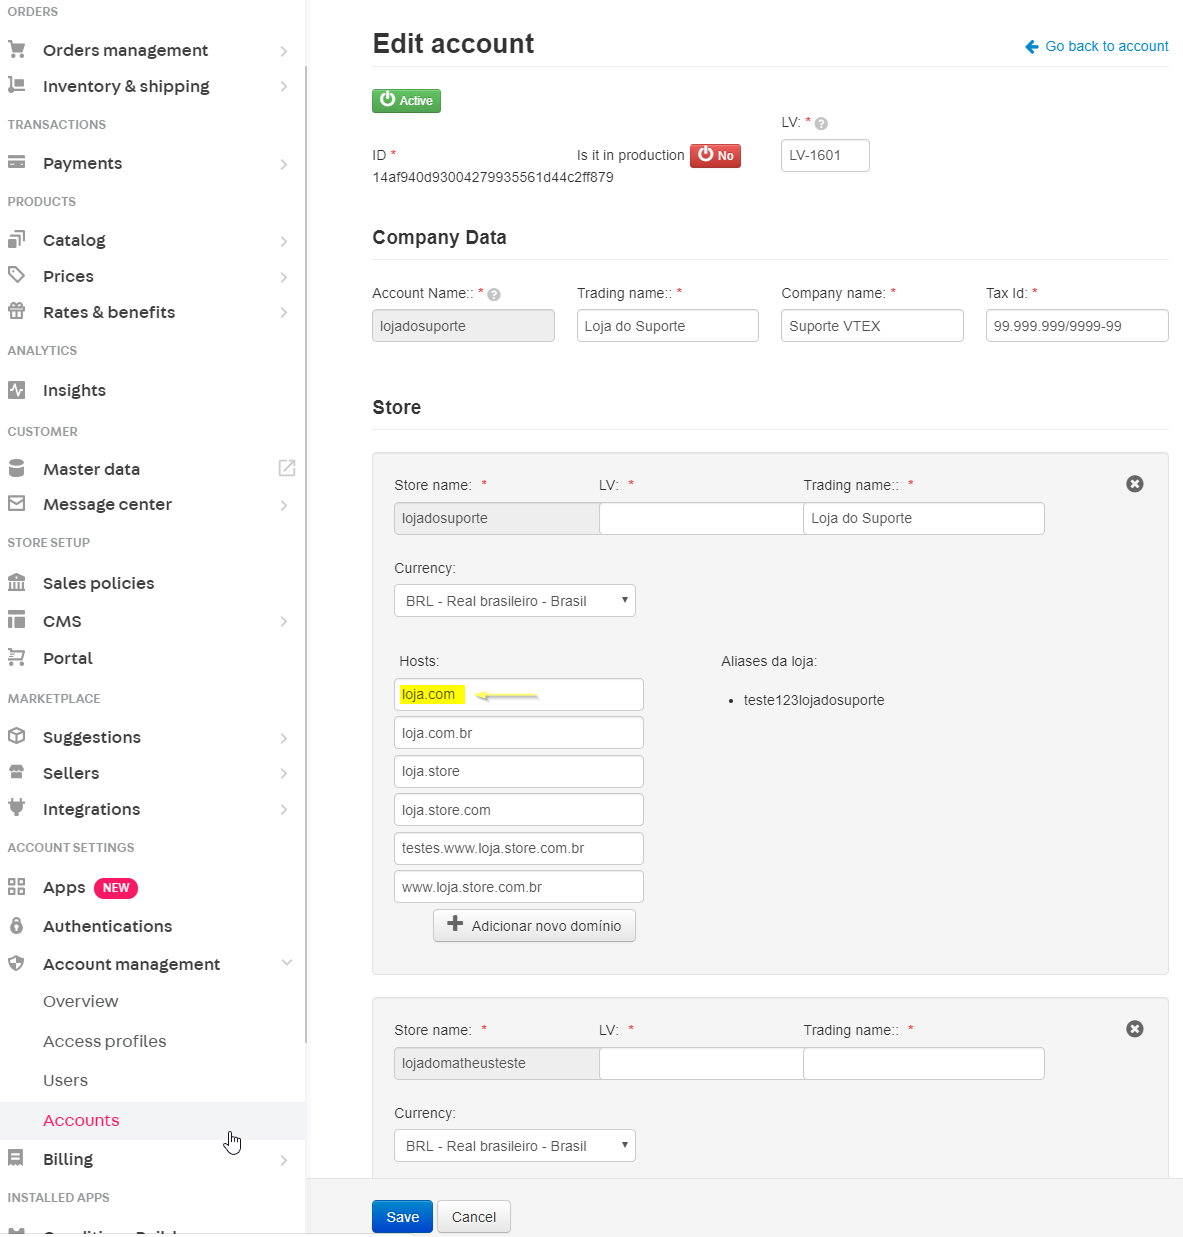 ORDERS
Orders management
Inventory & shipping
TRANSACTIONS
Payments
PRODUCTS
Catalog
Prices
Rates & benefits
ANALYTICS
Insights
CUSTOMER
Master data
Message center
STORE SETUP
Sales policies
CMS
Portal
MARKETPLACE
Suggestions
Sellers
Integrations
ACCOUNT SETTINGS
Apps NEW
Authentications
Account management
Overview
Access profiles
Users
Accounts
Billing
INSTALLED APPS
Edit account
Go back to account
Active
LV: * ?
ID * Is it in production No LV-1601
14af940d93004279935561d44c2ff879
Company Data
Account Name:: * ? Trading name:: * Company name: * Tax Id: *
lojadosuporte Loja do Suporte Suporte VTEX 99.999.999/9999-99
Store
Store name: * LV: * Trading name:: *
lojadosuporte Loja do Suporte
Currency:
BRL - Real brasileiro - Brasil
Hosts: Aliases da loja:
loja.com
• teste123lojadosuporte
loja.com.br
loja.store
loja.store.com
testes.www.loja.store.com.br
www.loja.store.com.br
Adicionar novo domínio
Store name: * LV: * Trading name:: *
lojadomatheusteste
Currency:
BRL - Real brasileiro - Brasil
Save Cancel